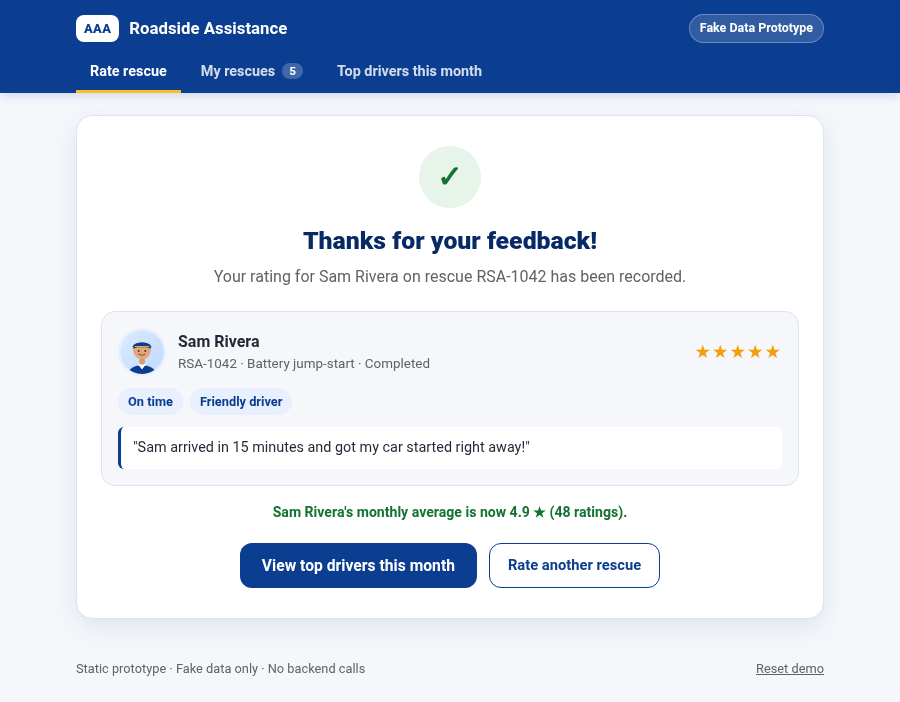 AAA Roadside Assistance
Fake Data Prototype
Rate rescue My rescues 5 Top drivers this month
✓
Thanks for your feedback!
Your rating for Sam Rivera on rescue RSA-1042 has been recorded.
Sam Rivera
RSA-1042 · Battery jump-start · Completed
★★★★★
On time Friendly driver
"Sam arrived in 15 minutes and got my car started right away!"
Sam Rivera's monthly average is now 4.9 ★ (48 ratings).
View top drivers this month Rate another rescue
Static prototype · Fake data only · No backend calls Reset demo